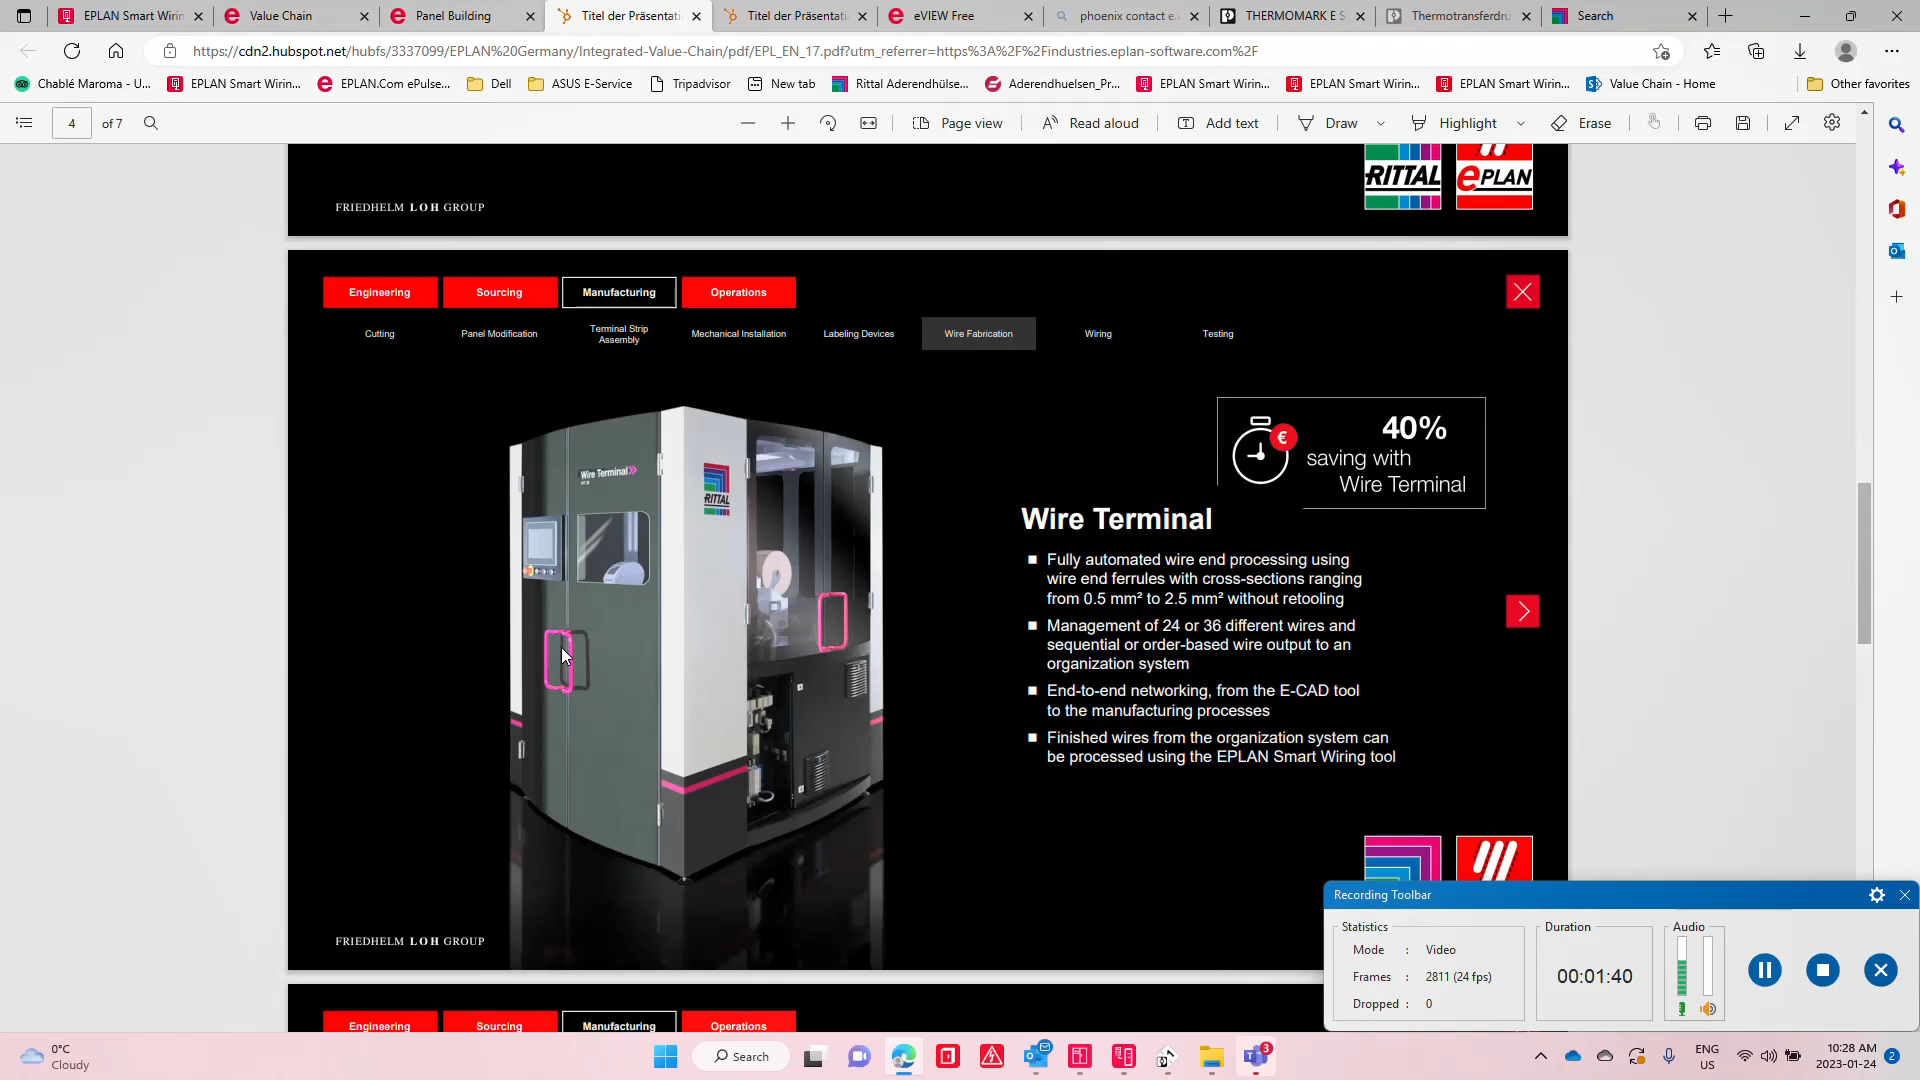 EPLAN Smart Wirin
Value Chain
Panel Building
Titel der Präsentati
Titel der Präsentati
eVIEW Free
phoenix contact e.
THERMOMARK E S
Thermotransferdru
Search
https://cdn2.hubspot.net/hubfs/3337099/EPLAN%20Germany/Integrated-Value-Chain/pdf/EPL_EN_17.pdf?utm_referrer=https%3A%2F%2Findustries.eplan-software.com%2F
Chablé Maroma - U...
EPLAN Smart Wirin...
EPLAN.Com ePulse...
Dell
ASUS E-Service
Tripadvisor
New tab
Rittal Aderendhülse...
Aderendhuelsen_Pr...
EPLAN Smart Wirin...
EPLAN Smart Wirin...
EPLAN Smart Wirin...
Value Chain - Home
Other favorites
4 of 7
Page view
Read aloud
Add text
Draw
Highlight
Erase
RITTAL
ePLAN
FRIEDHELM LOH GROUP
Engineering
Sourcing
Manufacturing
Operations
Cutting
Panel Modification
Terminal Strip
Assembly
Mechanical Installation
Labeling Devices
Wire Fabrication
Wiring
Testing
Wire Terminal
RITTAL
€
40%
saving with
Wire Terminal
Wire Terminal
Fully automated wire end processing using
wire end ferrules with cross-sections ranging
from 0.5 mm² to 2.5 mm² without retooling
Management of 24 or 36 different wires and
sequential or order-based wire output to an
organization system
End-to-end networking, from the E-CAD tool
to the manufacturing processes
Finished wires from the organization system can
be processed using the EPLAN Smart Wiring tool
FRIEDHELM LOH GROUP
Engineering
Sourcing
Manufacturing
Operations
Recording Toolbar
Statistics
Mode : Video
Frames : 2811 (24 fps)
Dropped : 0
Duration
00:01:40
Audio
0°C
Cloudy
Search
3
ENG
US
10:28 AM
2023-01-24
2